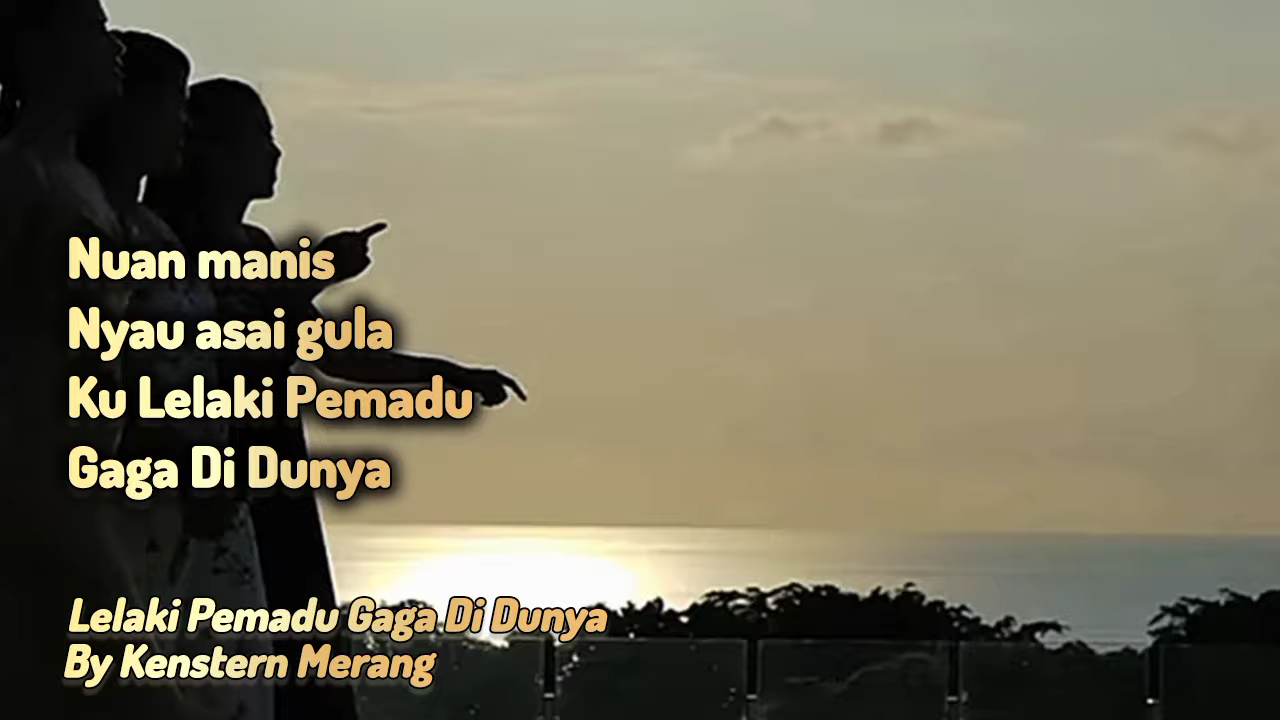 Nuan manis
Nyau asai gula
Ku Lelaki Pemadu
Gaga Di Dunya
Lelaki Pemadu Gaga Di Dunya
By Kenstern Merang